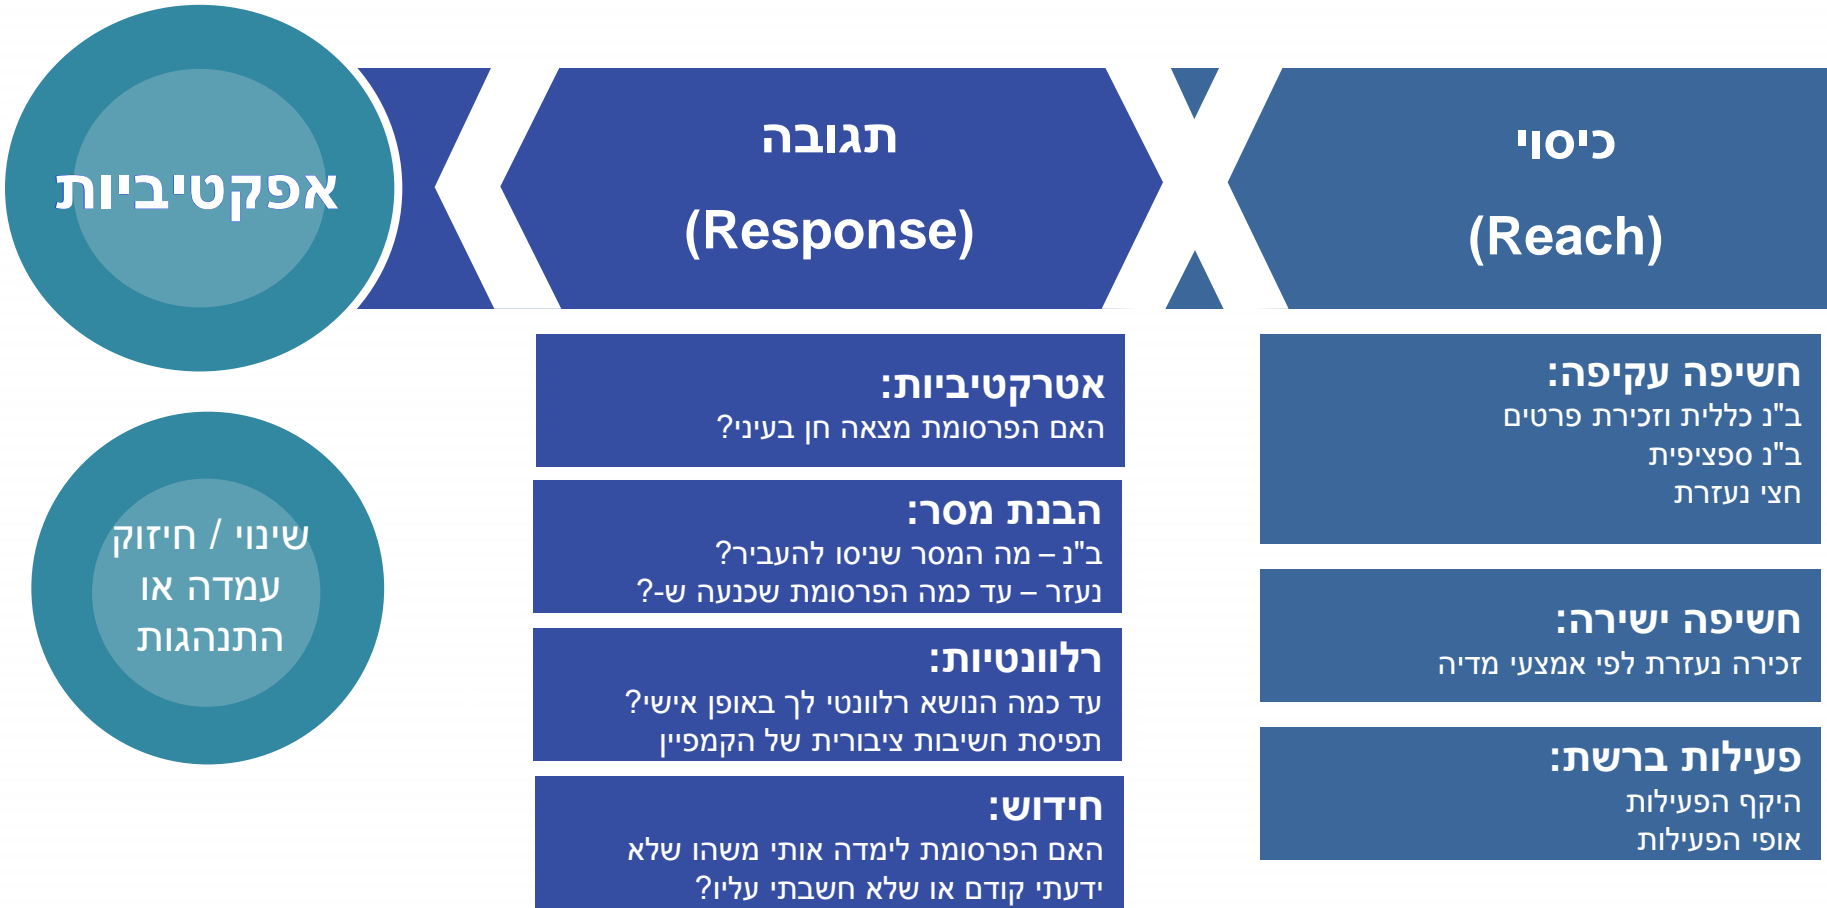 כיסוי
(Reach)
חשיפה עקיפה:
ב"נ כללית וזכירת פרטים
ב"נ ספציפית
חצי נעזרת
חשיפה ישירה:
זכירה נעזרת לפי אמצעי מדיה
פעילות ברשת:
היקף הפעילות
אופי הפעילות
תגובה
(Response)
אטרקטיביות:
האם הפרסומת מצאה חן בעיני?
הבנת מסר:
ב"נ – מה המסר שניסו להעביר?
נעזר – עד כמה הפרסומת שכנעה ש-?
רלוונטיות:
עד כמה הנושא רלוונטי לך באופן אישי?
תפיסת חשיבות ציבורית של הקמפיין
חידוש:
האם הפרסומת לימדה אותי משהו שלא
ידעתי קודם או שלא חשבתי עליו?
אפקטיביות
שינוי / חיזוק
עמדה או
התנהגות